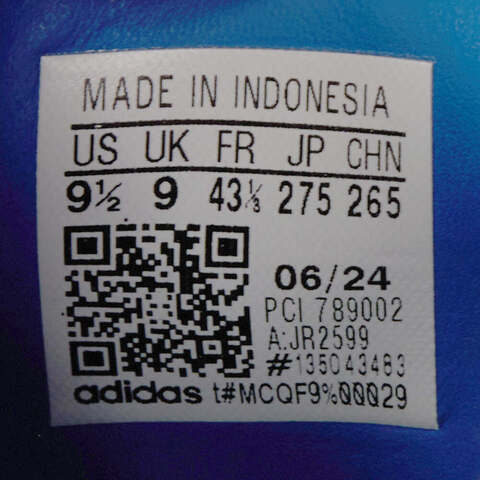 MADE IN INDONESIA
US UK FR JP CHN
9½ 9 43⅓ 275 265
06/24
PCI 789002
A:JR2599
#135043483
adidas t#MCQF9%00029